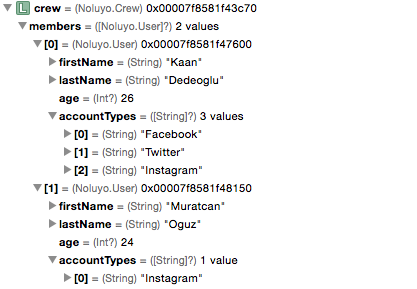 L crew = (Noluyo.Crew) 0x00007f8581f43c70
members = ([Noluyo.User]?) 2 values
[0] = (Noluyo.User) 0x00007f8581f47600
firstName = (String) "Kaan"
lastName = (String) "Dedeoglu"
age = (Int?) 26
accountTypes = ([String]?) 3 values
[0] = (String) "Facebook"
[1] = (String) "Twitter"
[2] = (String) "Instagram"
[1] = (Noluyo.User) 0x00007f8581f48150
firstName = (String) "Muratcan"
lastName = (String) "Oguz"
age = (Int?) 24
accountTypes = ([String]?) 1 value
[0] = (String) "Instagram"